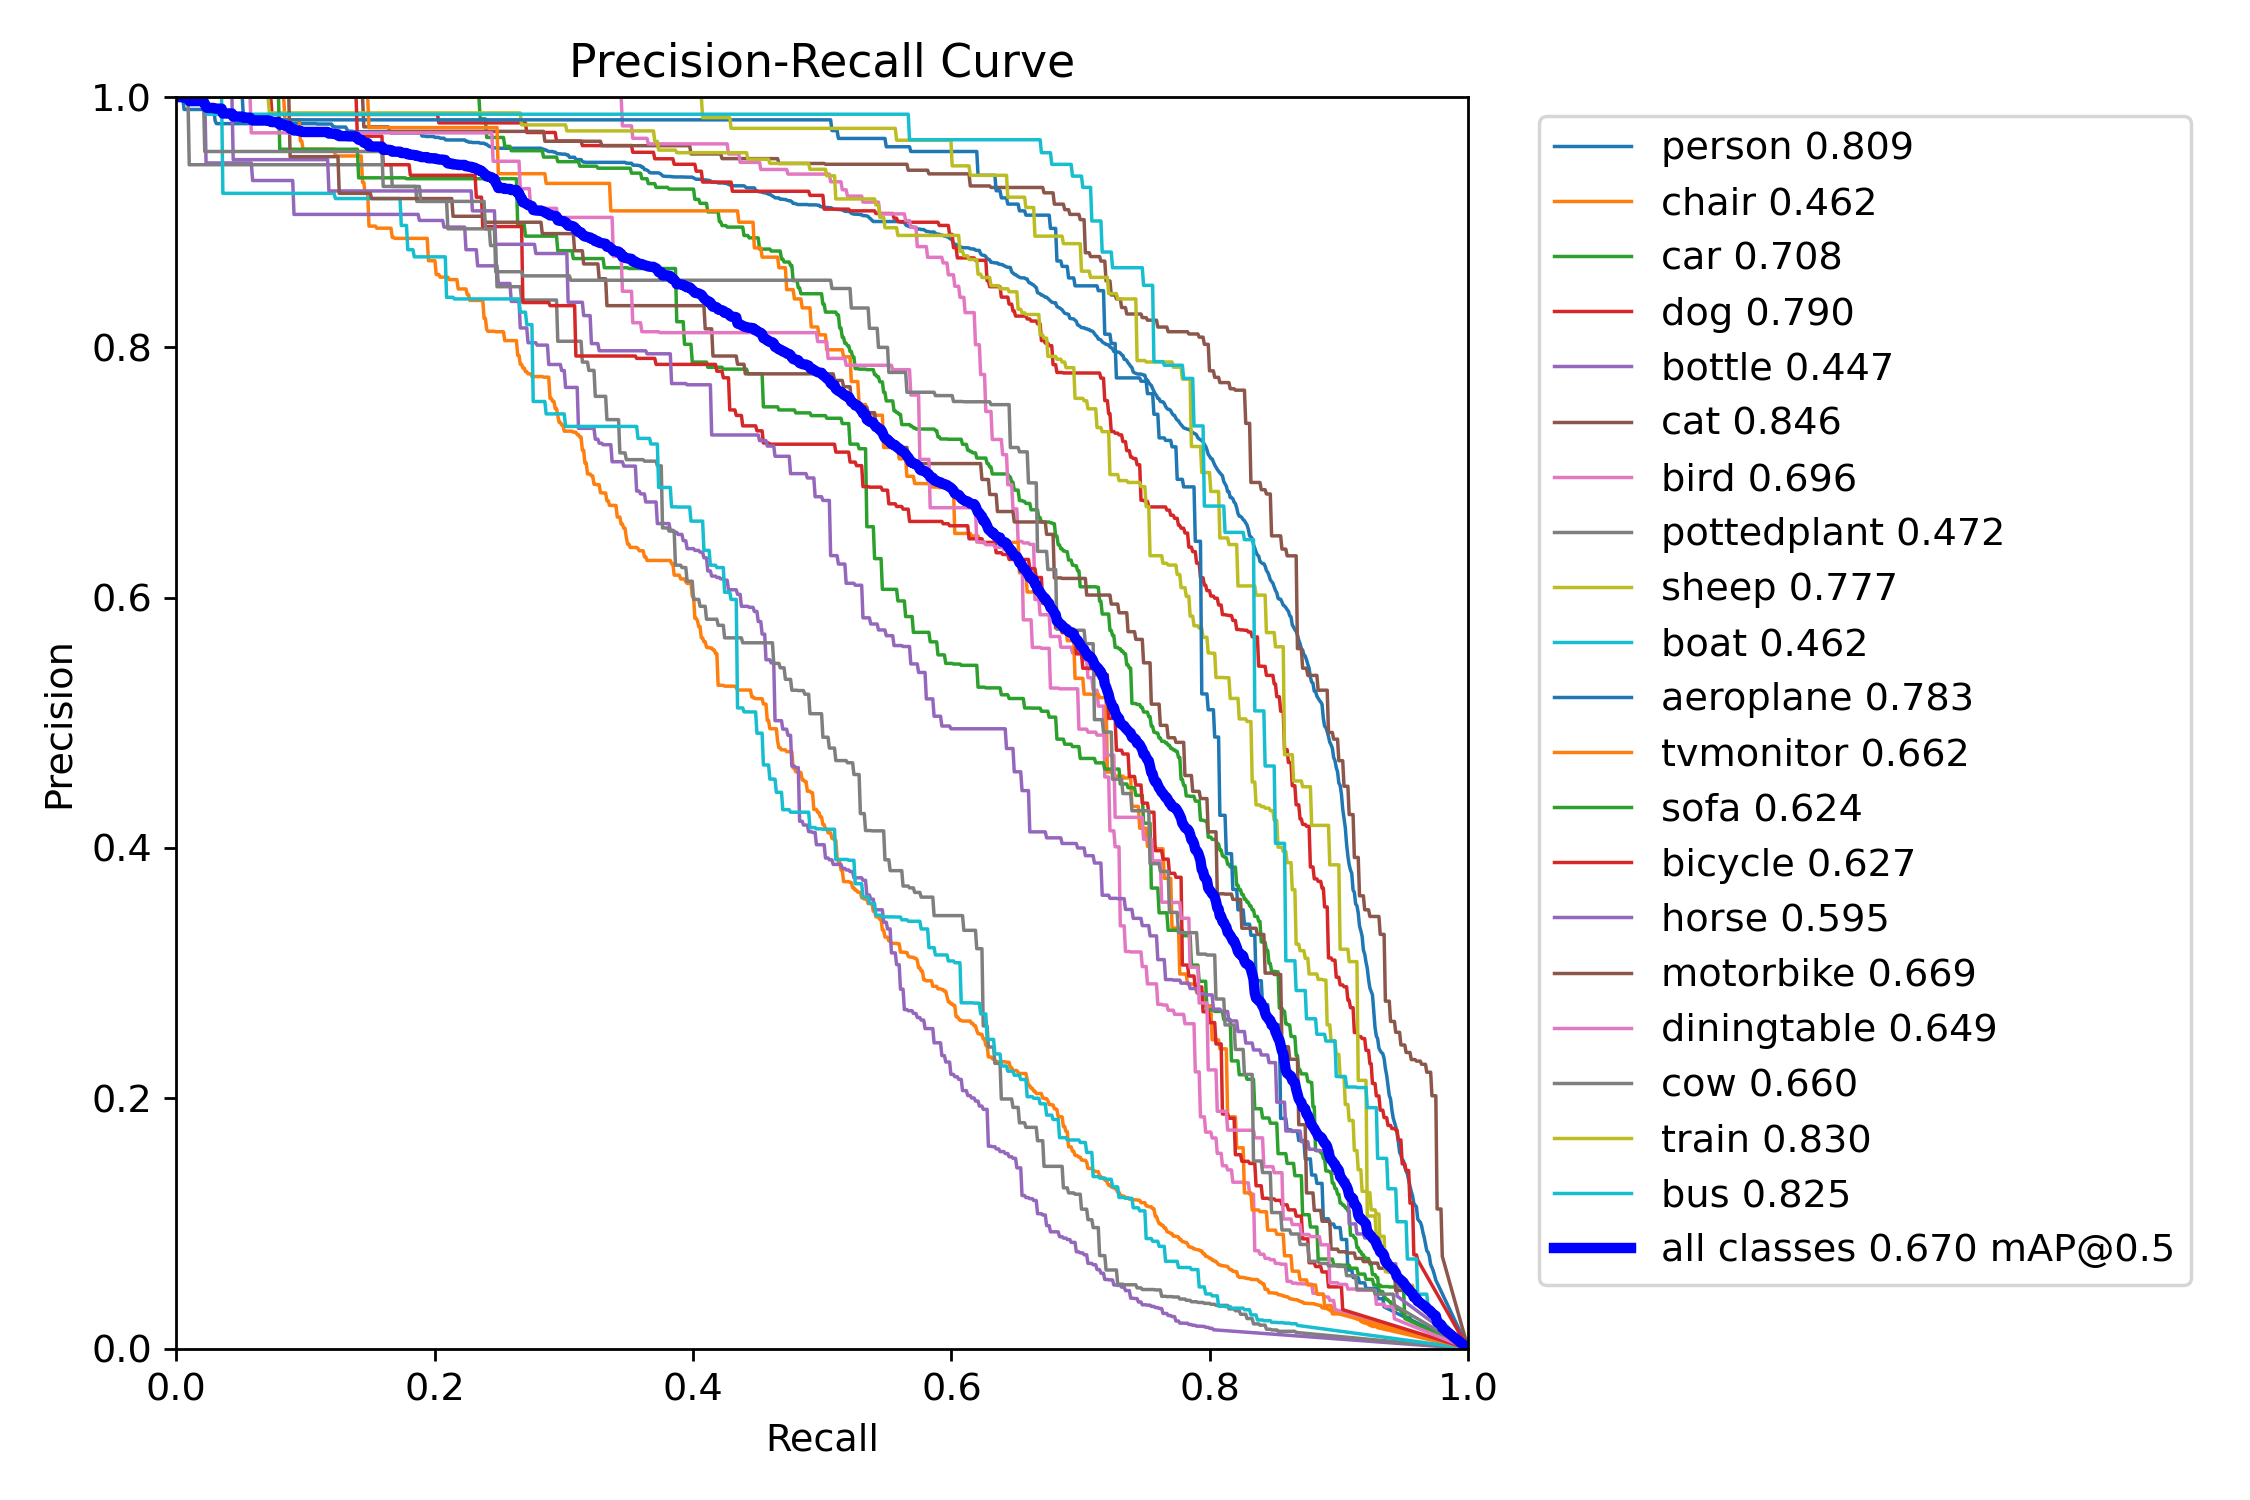 Precision-Recall Curve
1.0
0.8
0.6
0.4
0.2
0.0
Precision
0.0 0.2 0.4 0.6 0.8 1.0
Recall
person 0.809
chair 0.462
car 0.708
dog 0.790
bottle 0.447
cat 0.846
bird 0.696
pottedplant 0.472
sheep 0.777
boat 0.462
aeroplane 0.783
tvmonitor 0.662
sofa 0.624
bicycle 0.627
horse 0.595
motorbike 0.669
diningtable 0.649
cow 0.660
train 0.830
bus 0.825
all classes 0.670 mAP@0.5